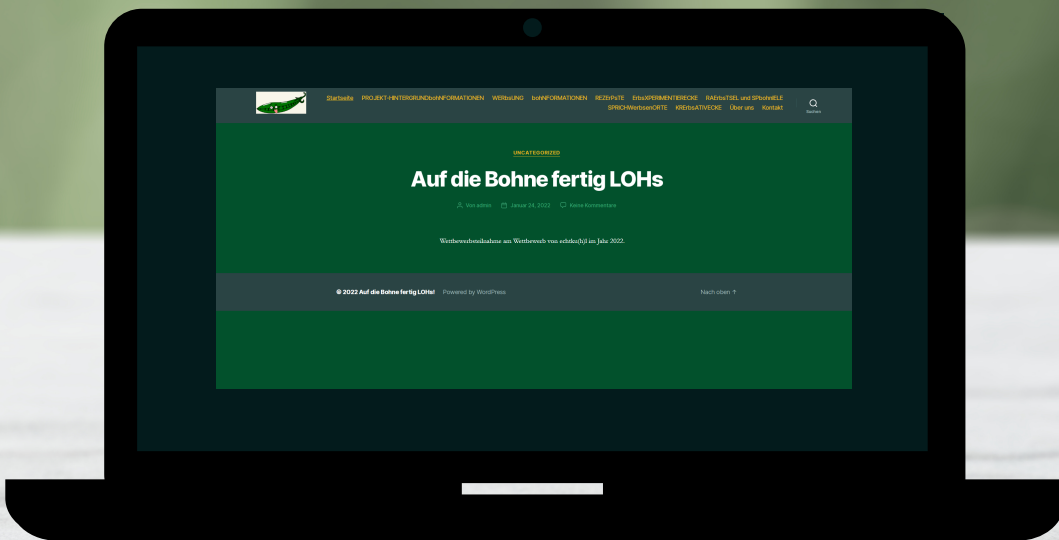 Startseite PROJEKT-HINTERGRUNDbohNFORMATIONEN WERbsUNG bohNFORMATIONEN REZErPsTE ErbsXPERIMENTIERECKE RAErbsTSEL und SPbohnIELE
SPRICHWerbsenORTE KRErbsATIVECKE Über uns Kontakt
Suchen
UNCATEGORIZED
Auf die Bohne fertig LOHs
Von admin Januar 24, 2022 Keine Kommentare
Wettbewerbsteilnahme am Wettbewerb von echtku(h)l im Jahr 2022.
© 2022 Auf die Bohne fertig LOHs! Powered by WordPress Nach oben ↑